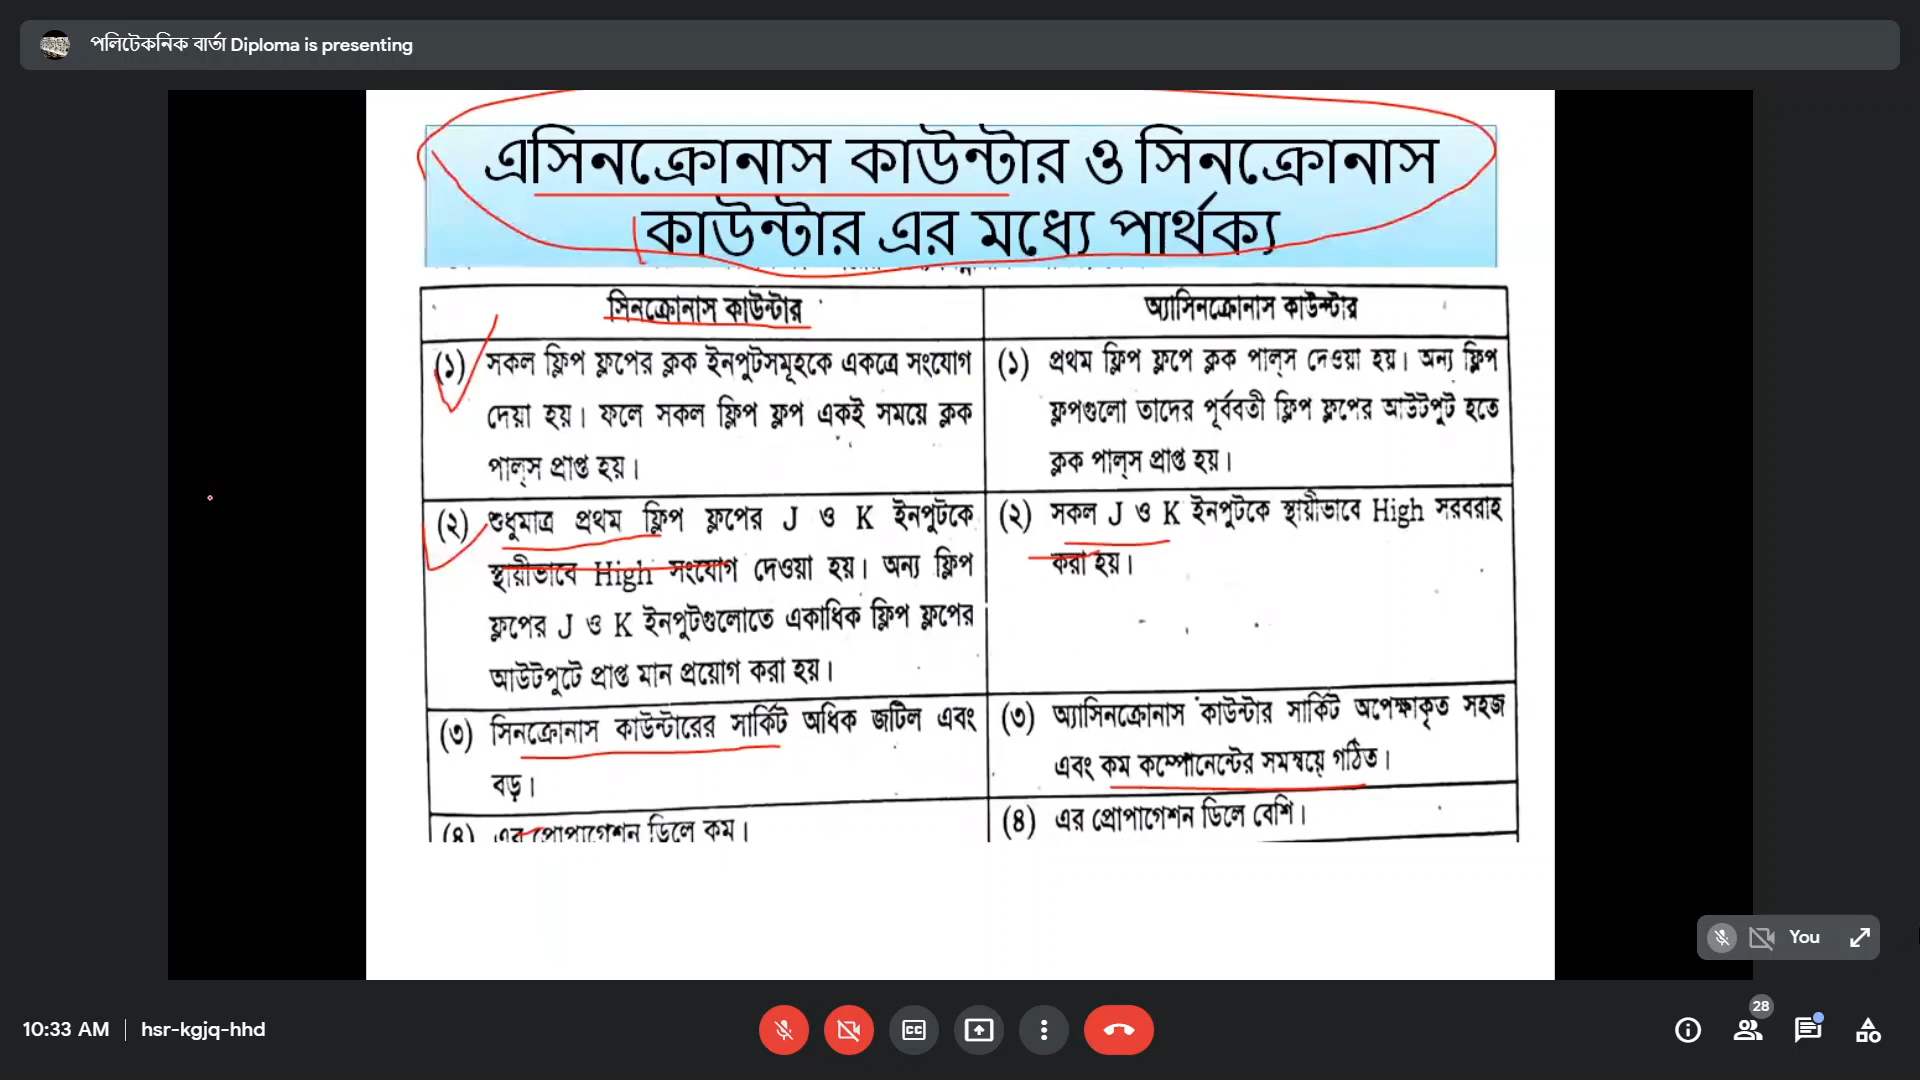 পলিটেকনিক বার্তা Diploma is presenting
এসিনক্রোনাস কাউন্টার ও সিনক্রোনাস
কাউন্টার এর মধ্যে পার্থক্য
সিনক্রোনাস কাউন্টার
(১) সকল ফ্লিপ ফ্লপের ক্লক ইনপুটসমূহকে একত্রে সংযোগ
দেয়া হয়। ফলে সকল ফ্লিপ ফ্লপ একই সময়ে ক্লক
পাল্‌স প্রাপ্ত হয়।
(২) শুধুমাত্র প্রথম ফ্লিপ ফ্লপের J ও K ইনপুটকে
স্থায়ীভাবে High সংযোগ দেওয়া হয়। অন্য ফ্লিপ
ফ্লপের J ও K ইনপুটগুলোতে একাধিক ফ্লিপ ফ্লপের
আউটপুটে প্রাপ্ত মান প্রয়োগ করা হয়।
(৩) সিনক্রোনাস কাউন্টারের সার্কিট অধিক জটিল এবং
বড়।
(৪) এর প্রোপাগেশন ডিলে কম।
অ্যাসিনক্রোনাস কাউন্টার
(১) প্রথম ফ্লিপ ফ্লপে ক্লক পাল্‌স দেওয়া হয়। অন্য ফ্লিপ
ফ্লপগুলো তাদের পূর্ববতী ফ্লিপ ফ্লপের আউটপুট হতে
ক্লক পাল্‌স প্রাপ্ত হয়।
(২) সকল J ও K ইনপুটকে স্থায়ীভাবে High সরবরাহ
করা হয়।
(৩) অ্যাসিনক্রোনাস কাউন্টার সার্কিট অপেক্ষাকৃত সহজ
এবং কম কম্পোনেন্টের সমন্বয়ে গঠিত।
(৪) এর প্রোপাগেশন ডিলে বেশি।
You
10:33 AM | hsr-kgjq-hhd
CC
28